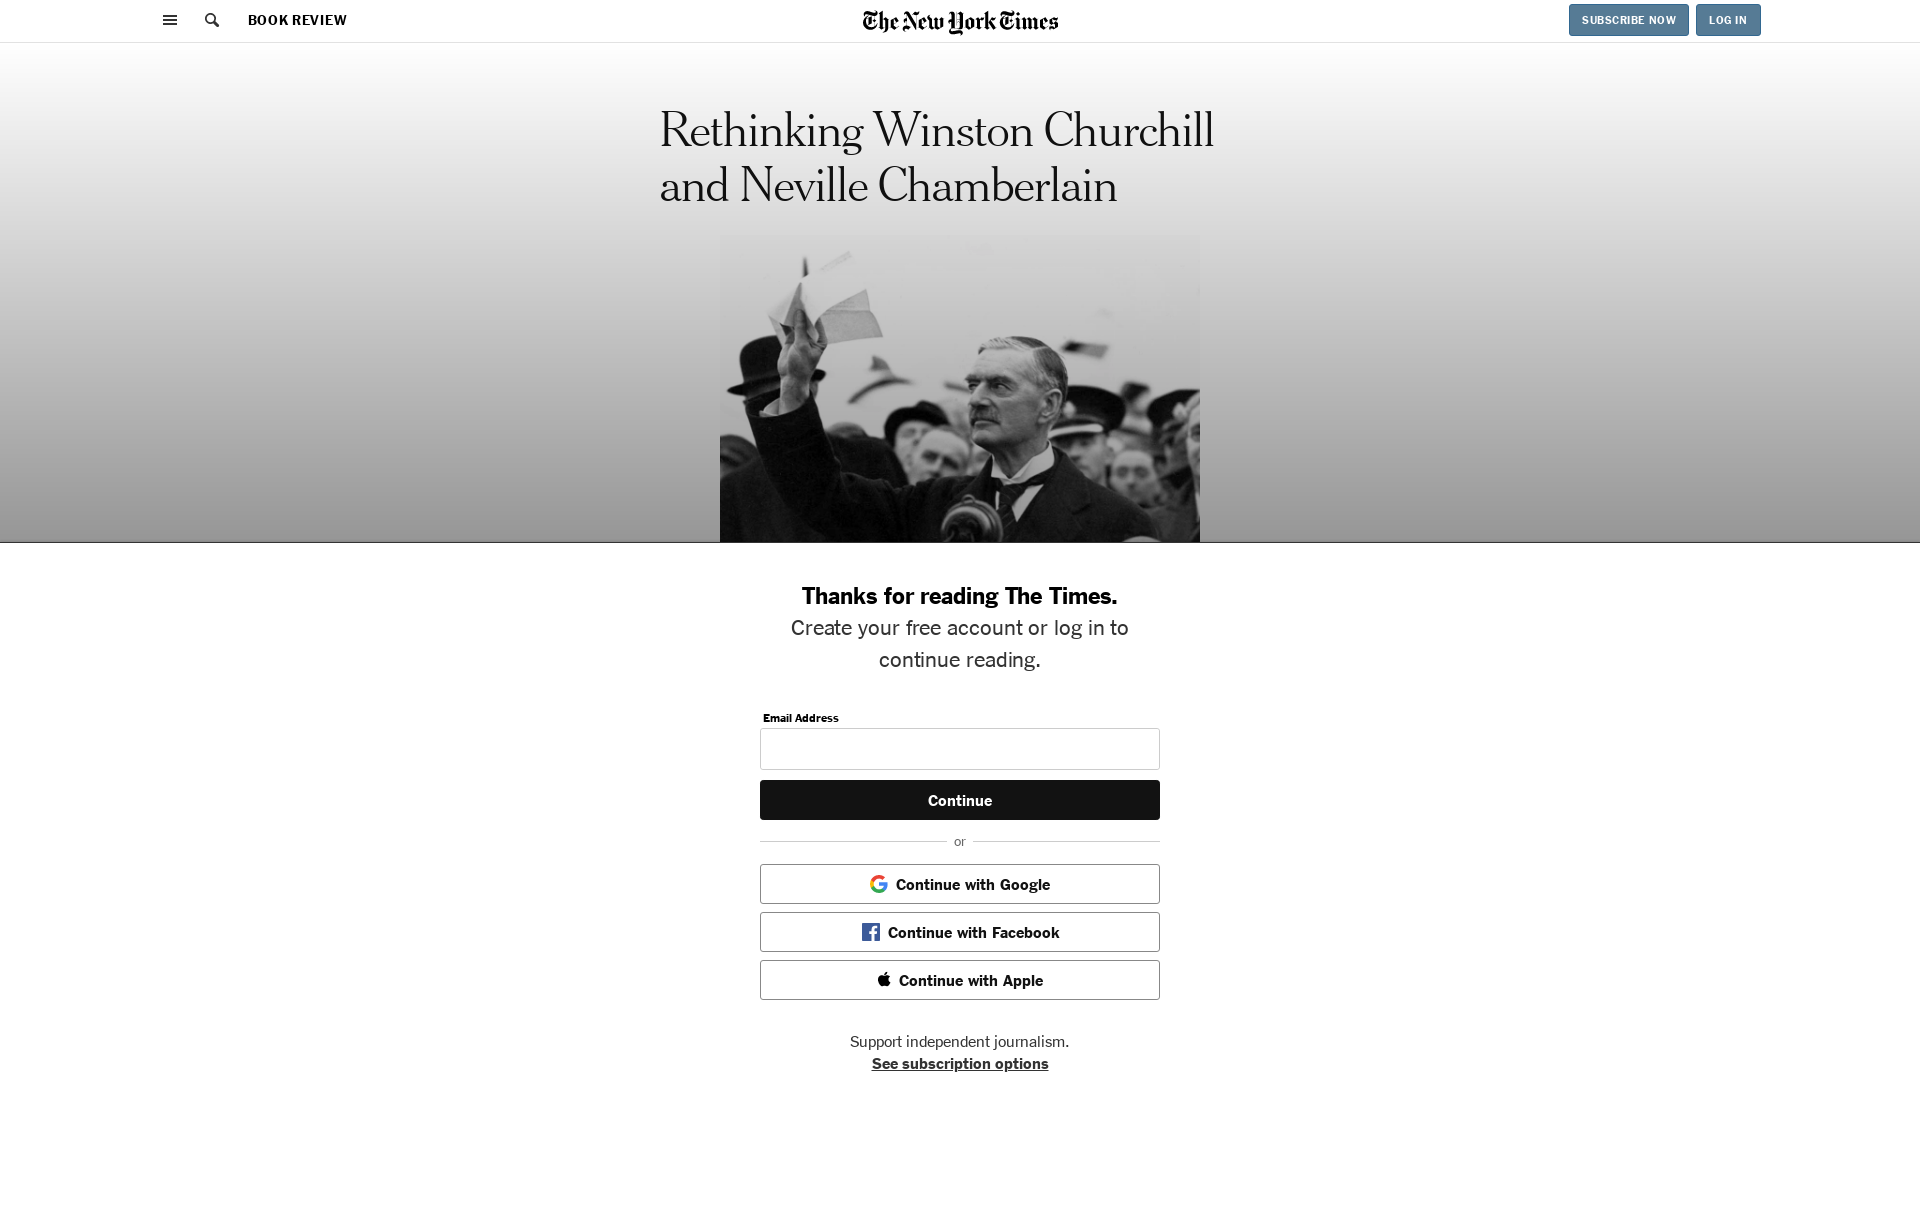 BOOK REVIEW
The New York Times
SUBSCRIBE NOW
LOG IN
Rethinking Winston Churchill
and Neville Chamberlain
Thanks for reading The Times.
Create your free account or log in to
continue reading.
Email Address
Continue
or
Continue with Google
Continue with Facebook
Continue with Apple
Support independent journalism.
See subscription options